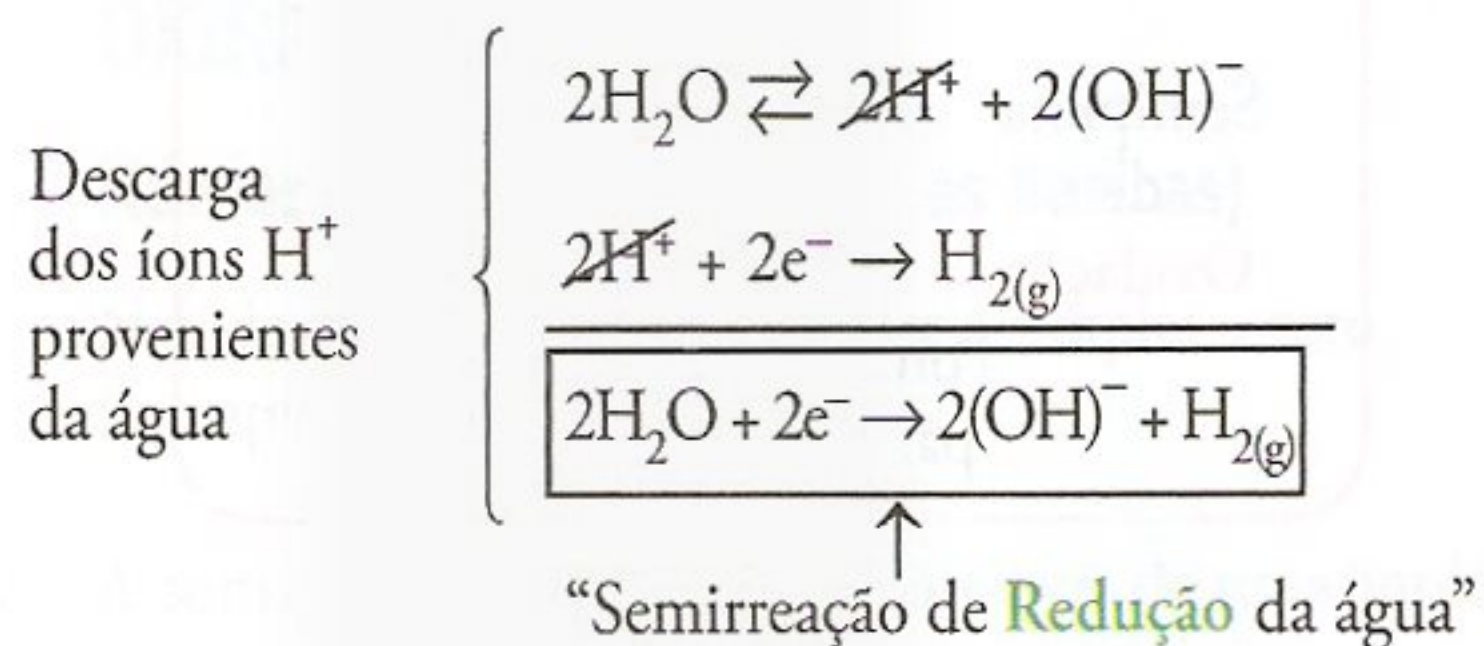 2H₂O ⇄ 2H⁺ + 2(OH)⁻
Descarga
dos íons H⁺
provenientes
da água
2H⁺ + 2e⁻ → H₂(g)
2H₂O + 2e⁻ → 2(OH)⁻ + H₂(g)
“Semirreação de Redução da água”